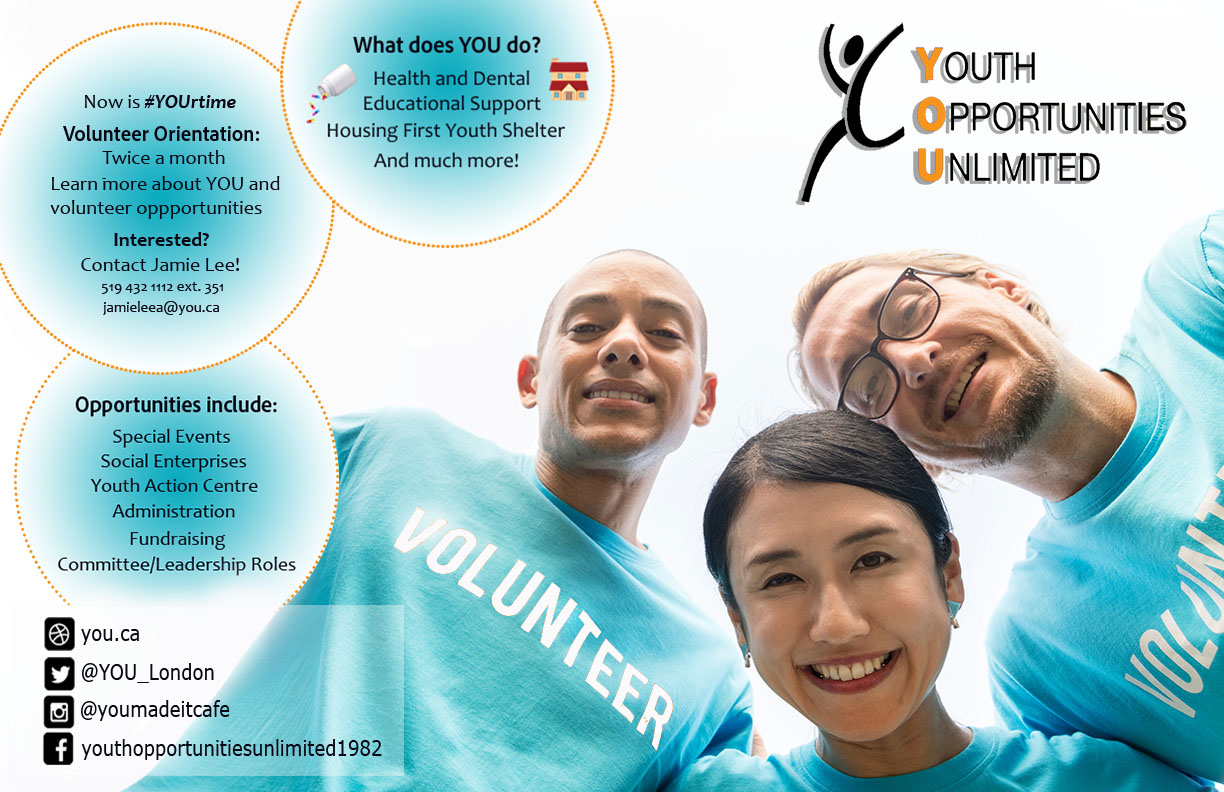 What does YOU do?
Health and Dental
Educational Support
Housing First Youth Shelter
And much more!
Now is #YOUrtime
Volunteer Orientation:
Twice a month
Learn more about YOU and
volunteer oppportunities
Interested?
Contact Jamie Lee!
519 432 1112 ext. 351
jamieleea@you.ca
Opportunities include:
Special Events
Social Enterprises
Youth Action Centre
Administration
Fundraising
Committee/Leadership Roles
you.ca
@YOU_London
@youmadeitcafe
youthopportunitiesunlimited1982
YOUTH
OPPORTUNITIES
UNLIMITED
VOLUNTEER
VOLUNT